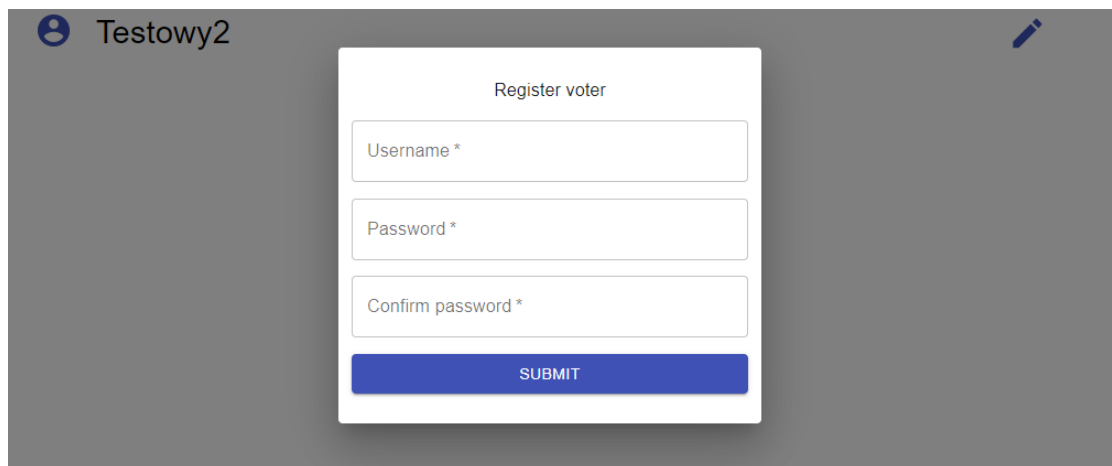 Testowy2
Register voter
Username *
Password *
Confirm password *
SUBMIT